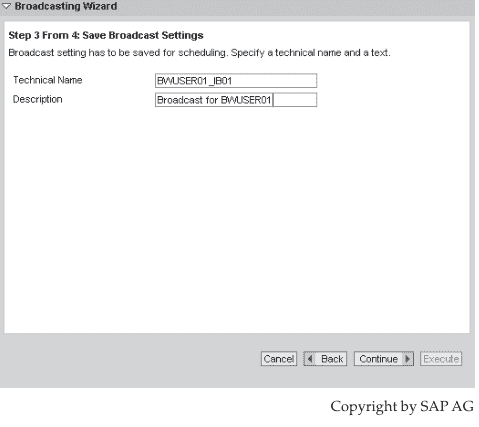 Broadcasting Wizard
Step 3 From 4: Save Broadcast Settings
Broadcast setting has to be saved for scheduling. Specify a technical name and a text.
Technical Name BWUSER01_IB01
Description Broadcast for BWUSER01
Cancel Back Continue Execute
Copyright by SAP AG